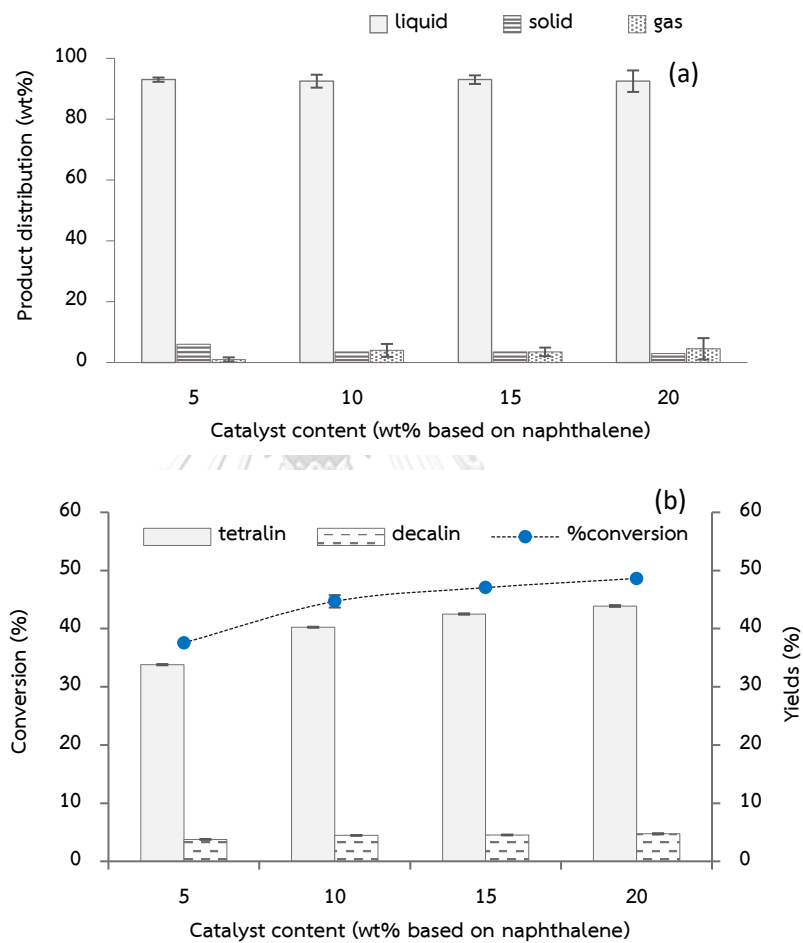 liquid solid gas
(a)
Product distribution (wt%)
100
80
60
40
20
0
5 10 15 20
Catalyst content (wt% based on naphthalene)
(b)
tetralin decalin %conversion
Conversion (%)
60 60
50 50
40 40
30 30
20 20
10 10
0 0
Yields (%)
5 10 15 20
Catalyst content (wt% based on naphthalene)